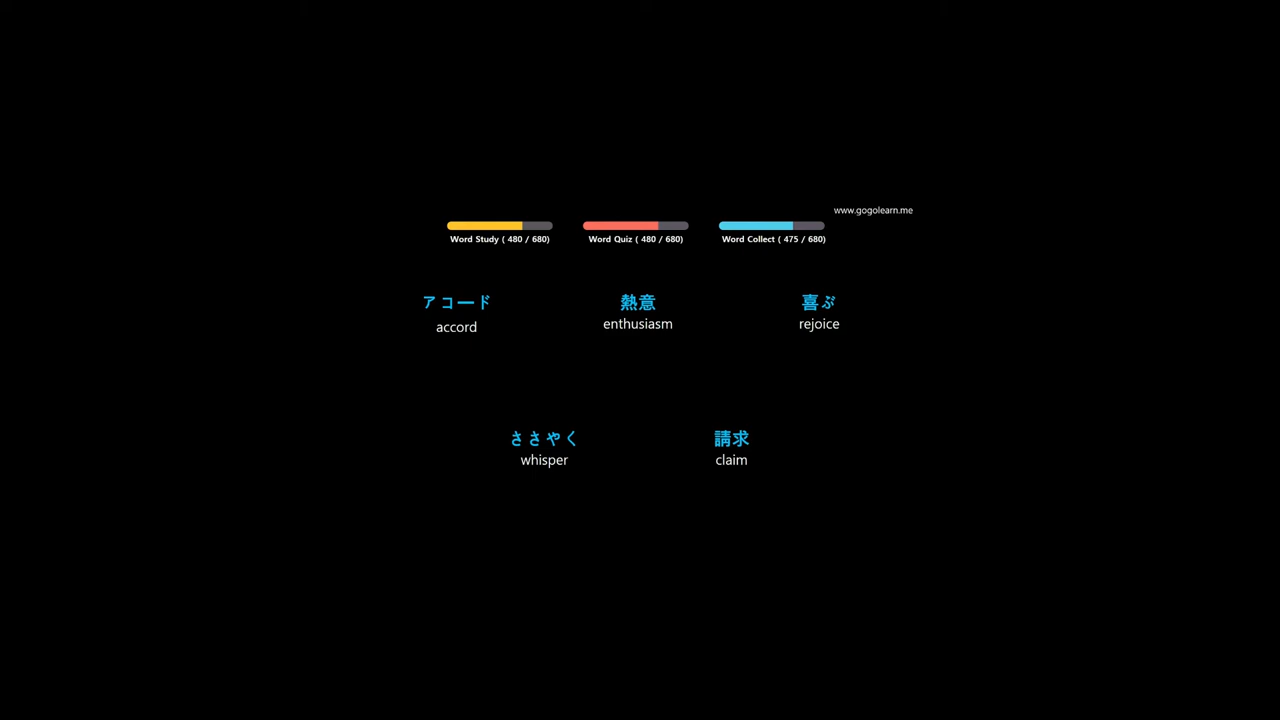 www.gogolearn.me
Word Study ( 480 / 680)
Word Quiz ( 480 / 680)
Word Collect ( 475 / 680)
アコード
accord
熱意
enthusiasm
喜ぶ
rejoice
ささやく
whisper
請求
claim